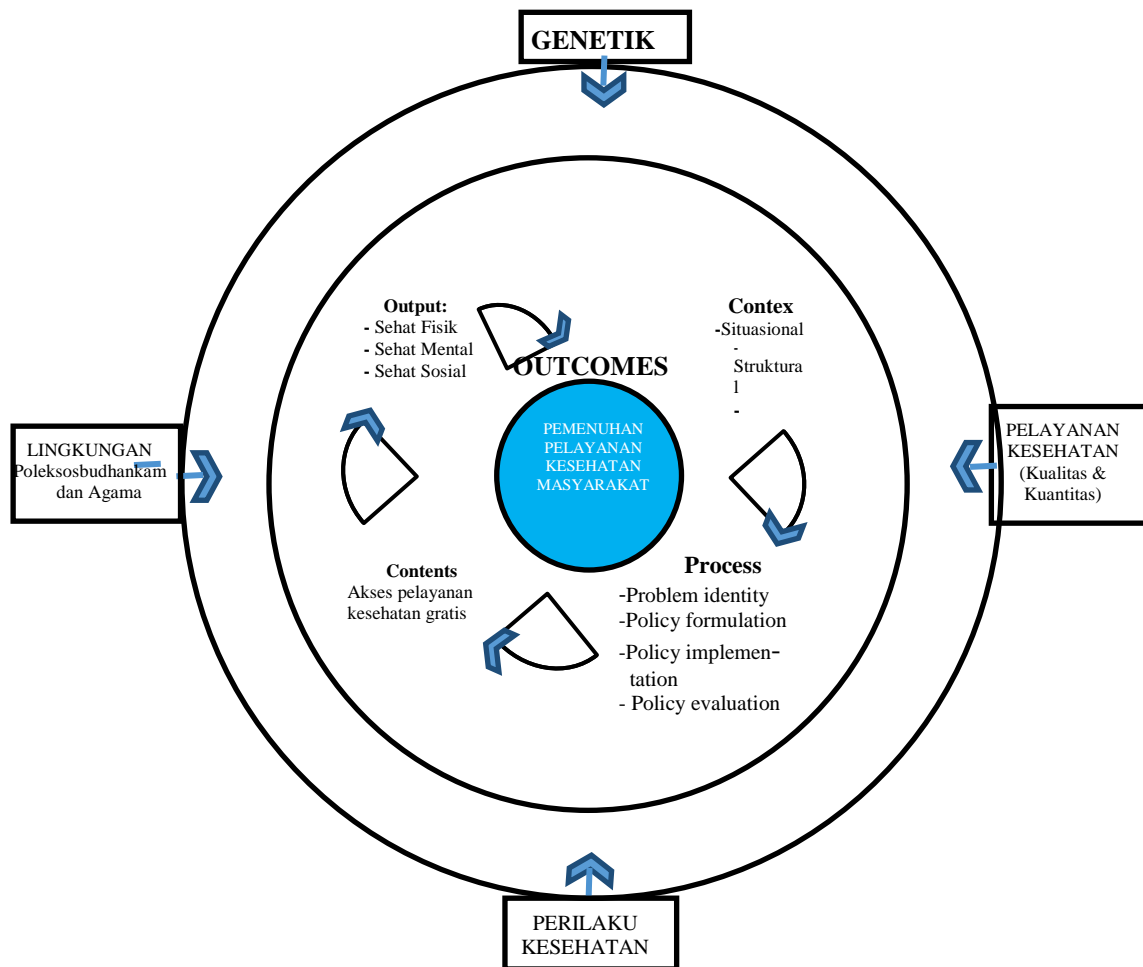 GENETIK
Output:
- Sehat Fisik
- Sehat Mental
- Sehat Sosial
Contex
-Situasional
-
Struktura
l
-
OUTCOMES
PEMENUHAN
PELAYANAN
KESEHATAN
MASYARAKAT
LINGKUNGAN
Poleksosbudhankam
dan Agama
PELAYANAN
KESEHATAN
(Kualitas &
Kuantitas)
Contents
Akses pelayanan
kesehatan gratis
Process
-Problem identity
-Policy formulation
-Policy implemen-
tation
- Policy evaluation
PERILAKU
KESEHATAN